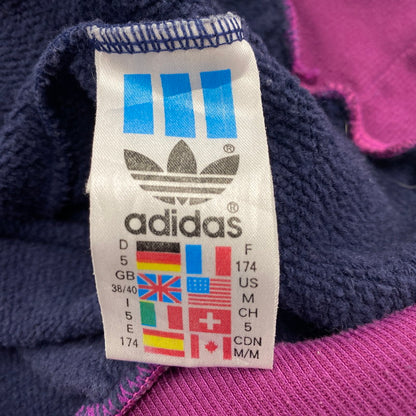 ®
adidas®
D F
5 174
GB US
38/40 M
I CH
5 5
E CDN
174 M/M